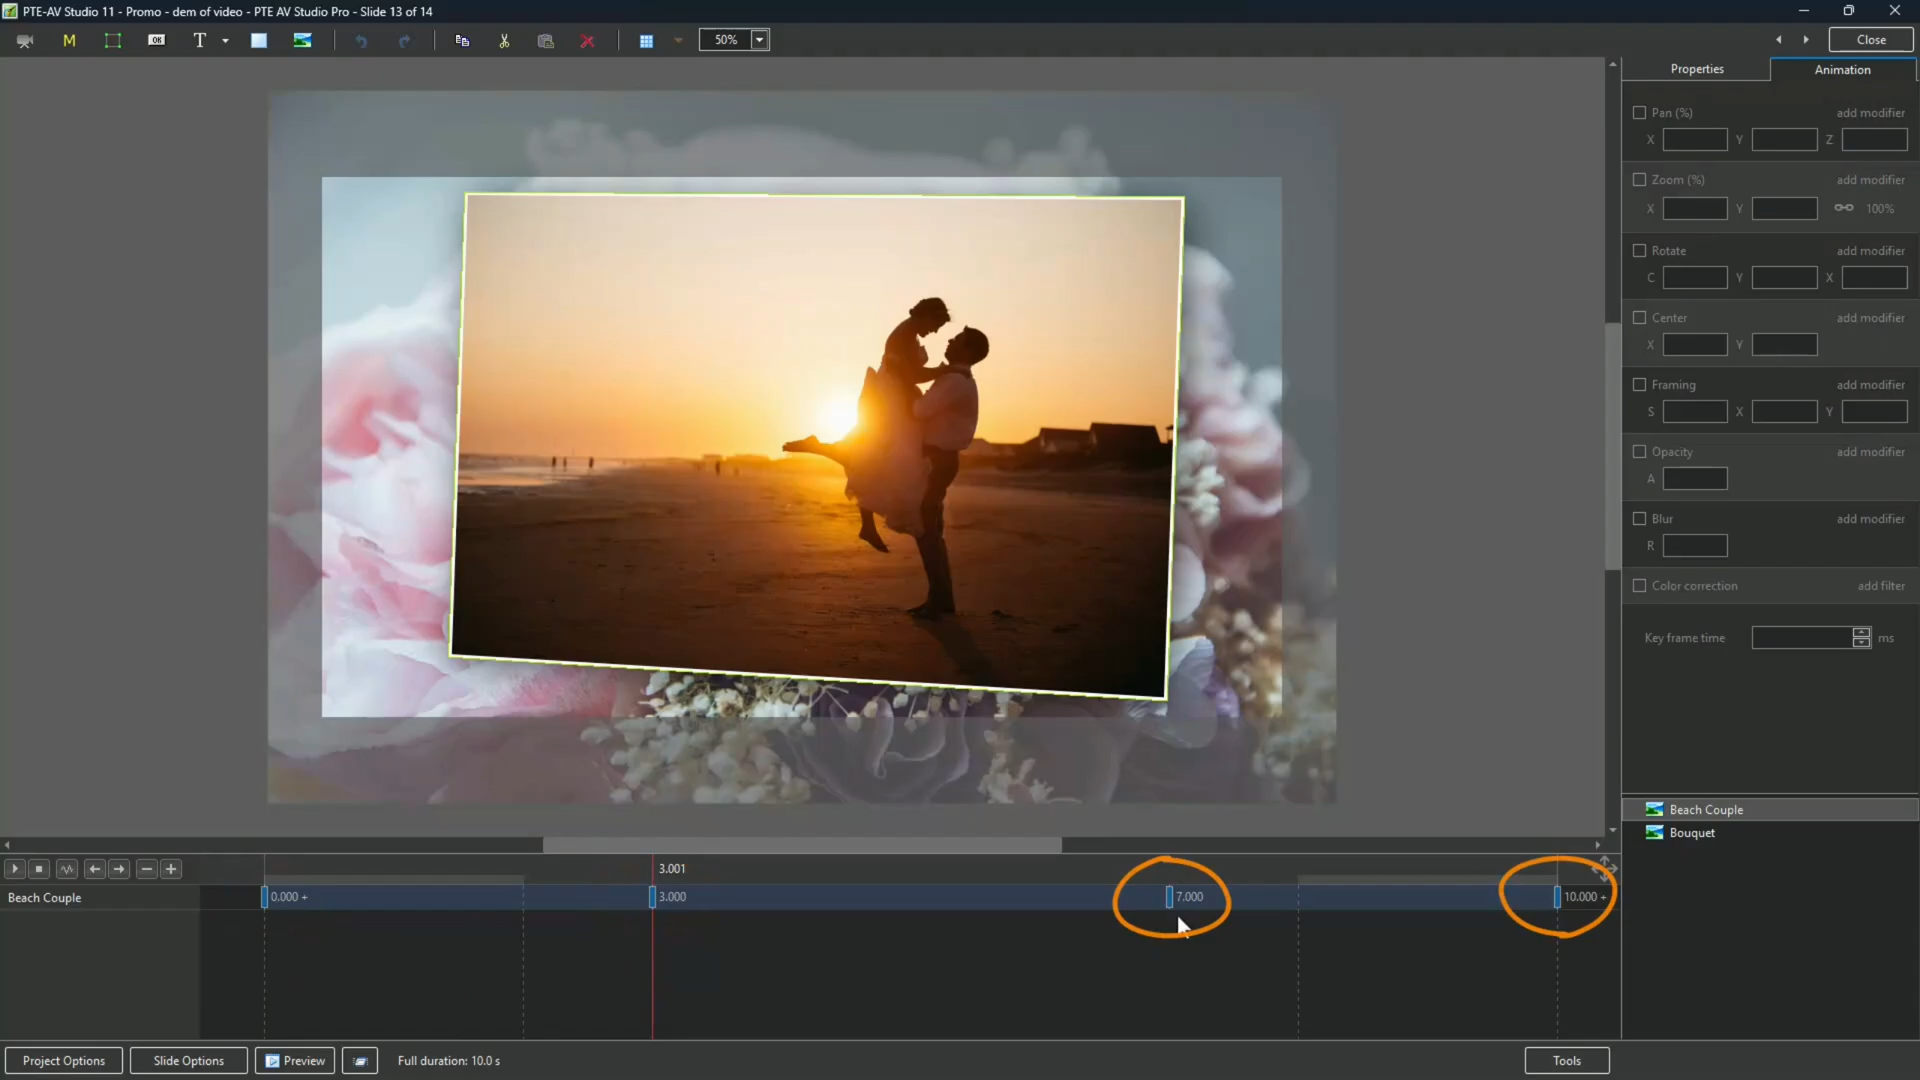 PTE-AV Studio 11 - Promo - dem of video - PTE AV Studio Pro - Slide 13 of 14
M OK T 50% Close
Properties Animation
Pan (%) add modifier
X Y Z
Zoom (%) add modifier
X Y 100%
Rotate add modifier
C Y X
Center add modifier
X Y
Framing add modifier
S X Y
Opacity add modifier
A
Blur add modifier
R
Color correction add filter
Key frame time ms
Beach Couple
Bouquet
3.001
Beach Couple 0.000 + 3.000 7.000 10.000 +
Project Options Slide Options Preview Full duration: 10.0 s Tools